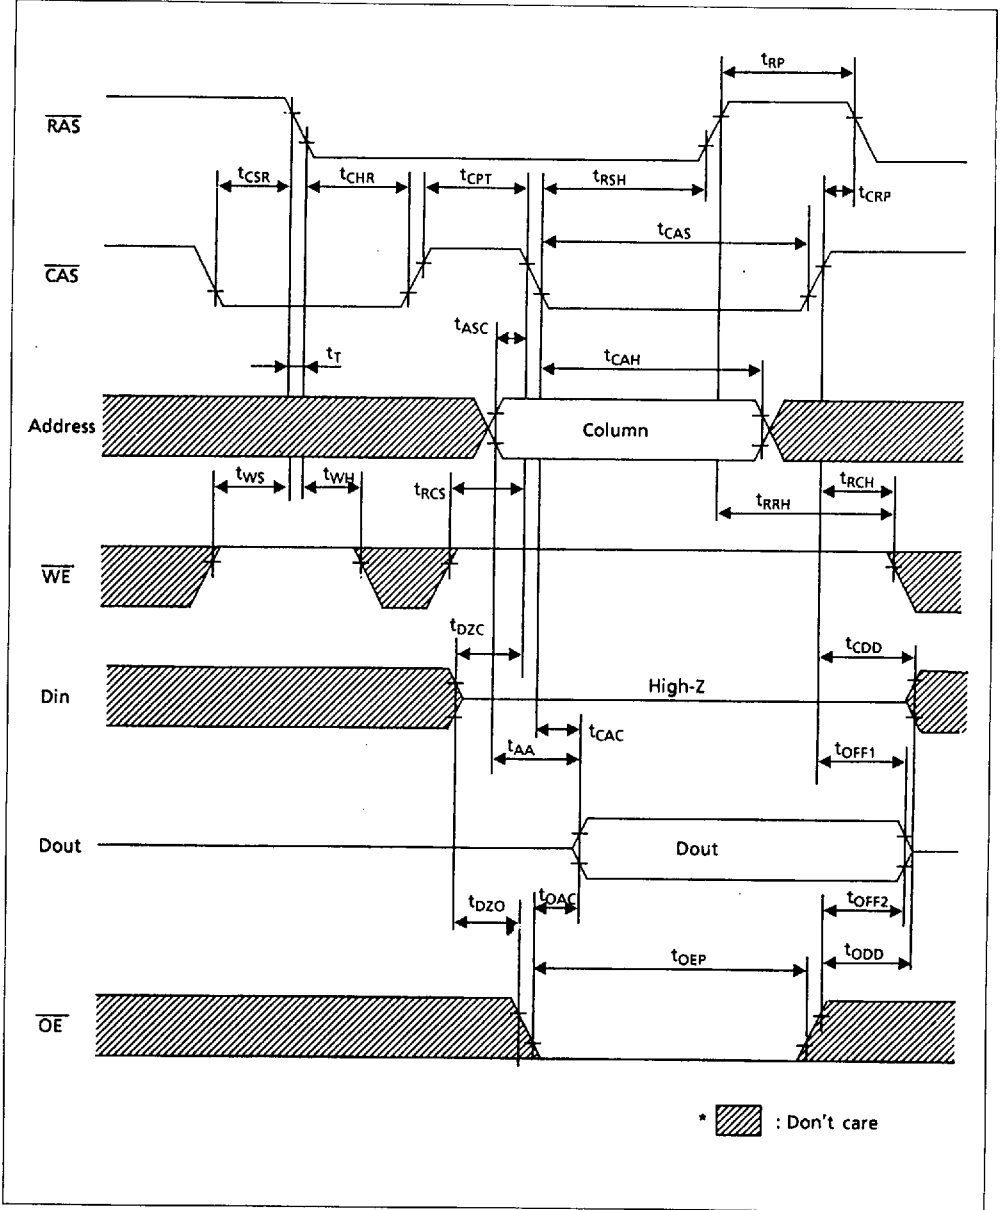 tRP
RAS
tCSR tCHR tCPT tRSH tCRP
tCAS
CAS
tASC
tT tCAH
Address Column
tWS tWH tRCS tRCH
tRRH
WE
tDZC tCDD
Din High-Z
tCAC
tAA tOFF1
Dout Dout
tDZO tOAC tOFF2
tOEP tODD
OE
* : Don't care